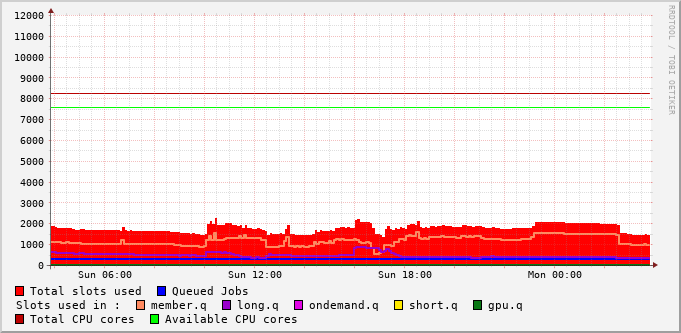 12000
11000
10000
9000
8000
7000
6000
5000
4000
3000
2000
1000
0
Sun 06:00 Sun 12:00 Sun 18:00 Mon 00:00
RRDTOOL / TOBI OETIKER
Total slots used Queued Jobs
Slots used in : member.q long.q ondemand.q short.q gpu.q
Total CPU cores Available CPU cores